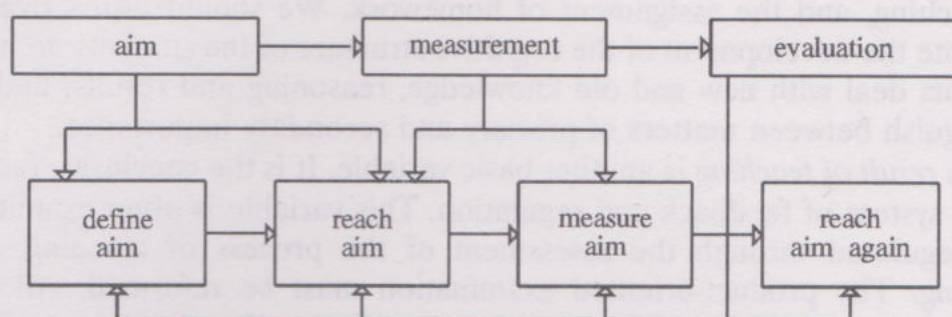 aim
measurement
evaluation
define
aim
reach
aim
measure
aim
reach
aim again